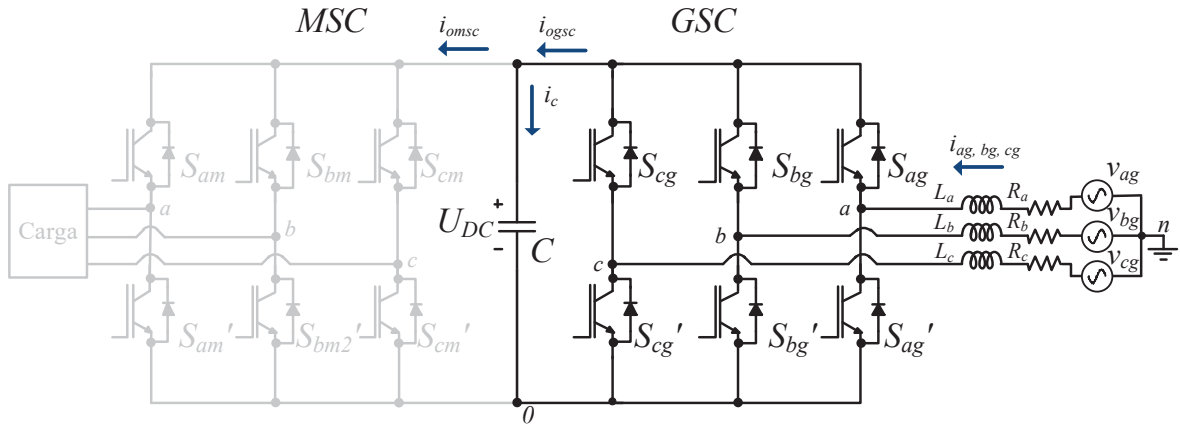 MSC GSC
i_omsc i_ogsc
i_c
i_ag, bg, cg
S_am S_bm S_cm S_cg S_bg S_ag
v_ag
L_a R_a
a a
Carga
b U_DC + - C b L_b R_b v_bg n
c c L_c R_c v_cg
S_am' S_bm2' S_cm' S_cg' S_bg' S_ag'
0